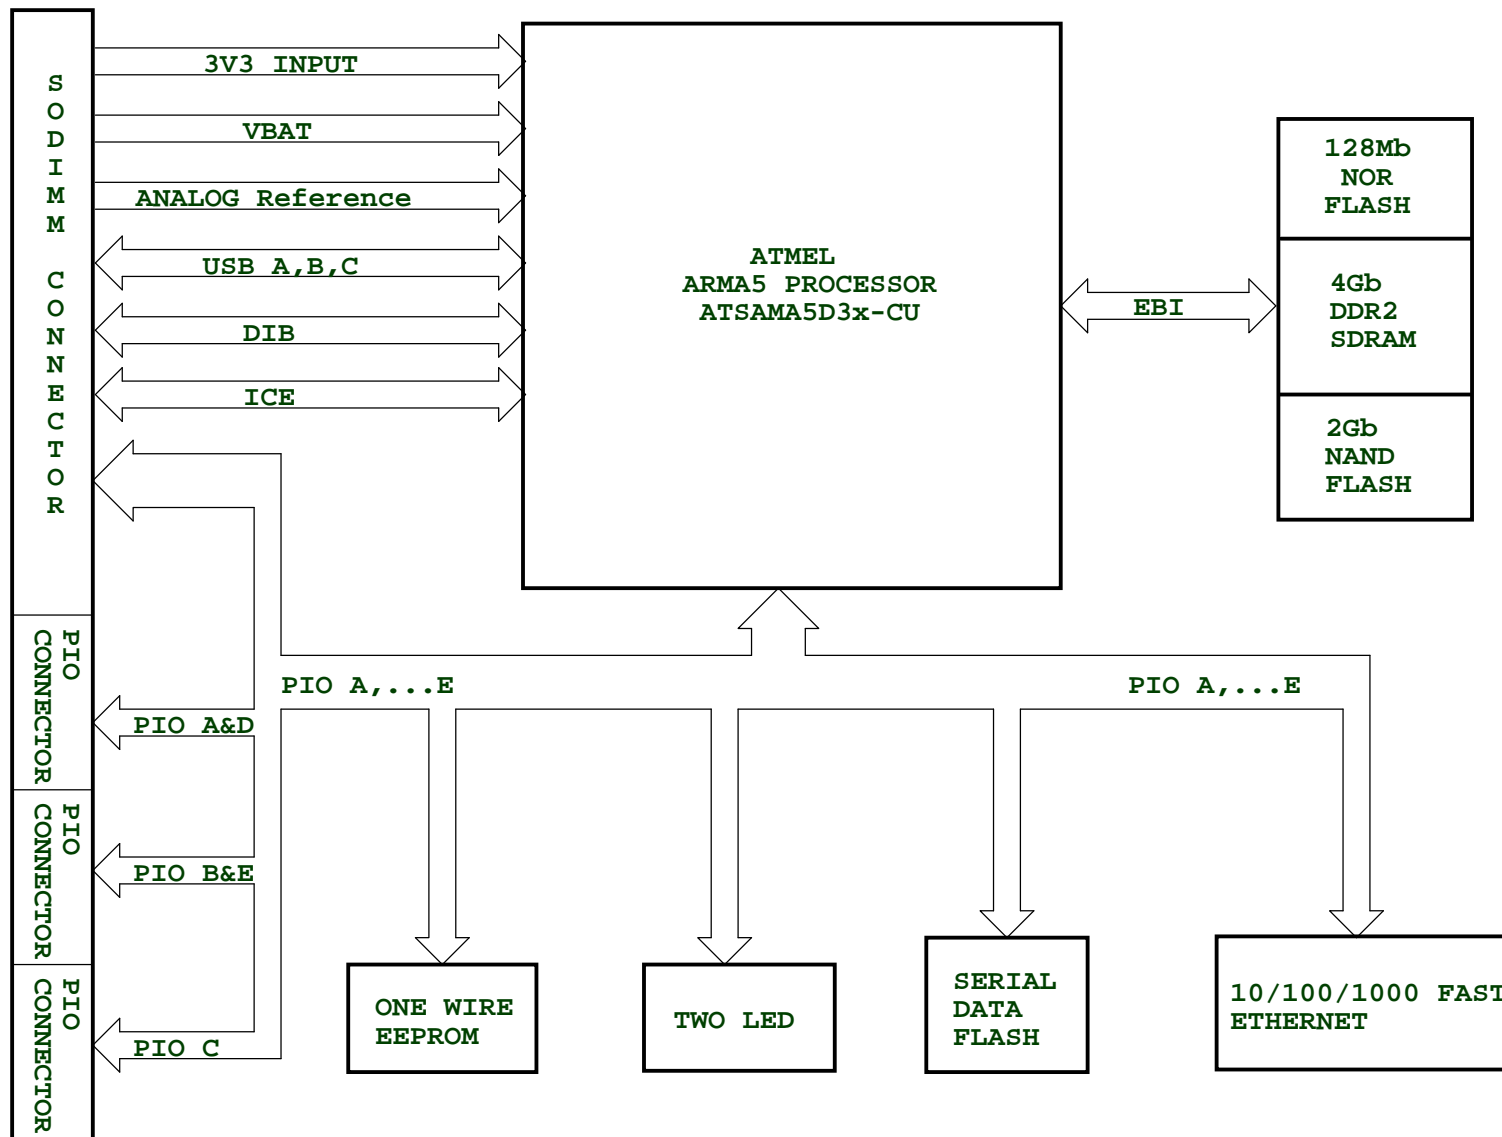 SODIMM CONNECTOR
3V3 INPUT
VBAT
ANALOG Reference
USB A,B,C
DIB
ICE
ATMEL
ARMA5 PROCESSOR
ATSAMA5D3x-CU
EBI
128Mb
NOR
FLASH
4Gb
DDR2
SDRAM
2Gb
NAND
FLASH
PIO
CONNECTOR
PIO A&D
PIO
CONNECTOR
PIO B&E
PIO
CONNECTOR
PIO C
PIO A,...E
PIO A,...E
ONE WIRE
EEPROM
TWO LED
SERIAL
DATA
FLASH
10/100/1000 FAST
ETHERNET